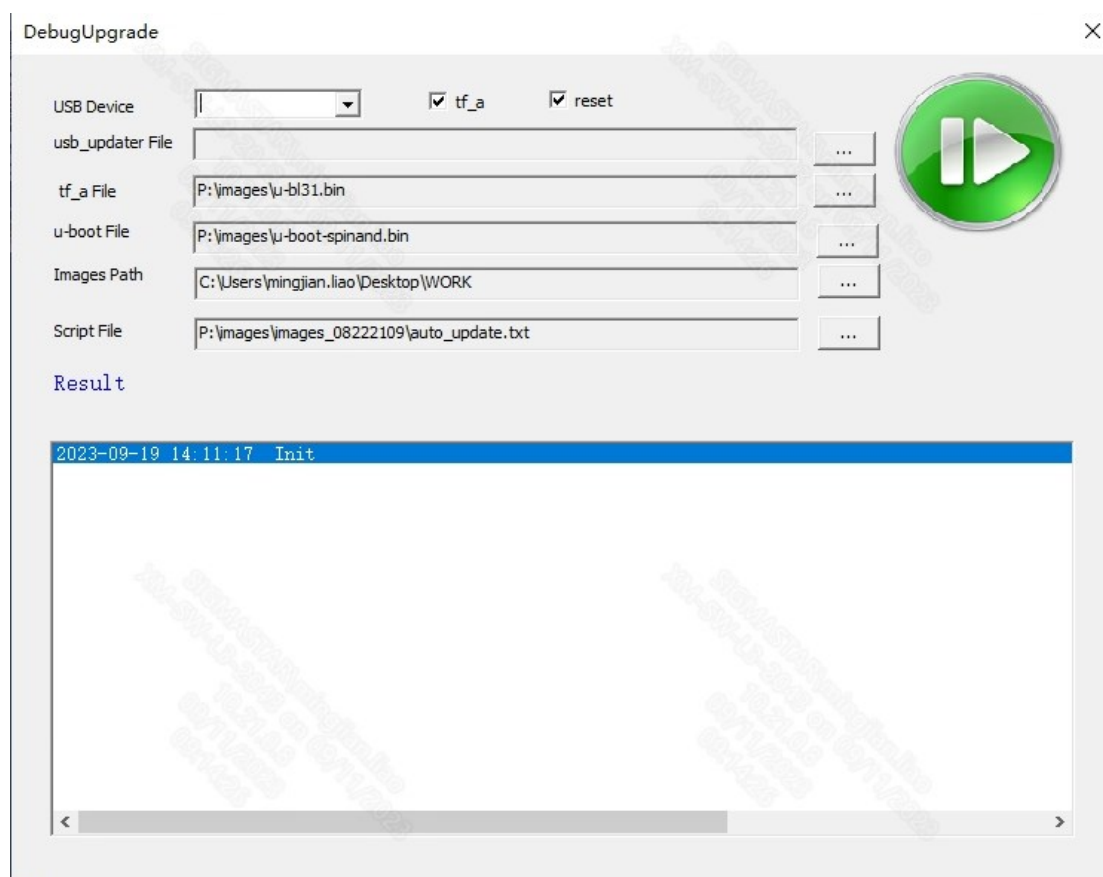 DebugUpgrade
USB Device
tf_a
reset
usb_updater File
...
tf_a File
P:\images\u-bl31.bin
...
u-boot File
P:\images\u-boot-spinand.bin
...
Images Path
C:\Users\mingjian.liao\Desktop\WORK
...
Script File
P:\images\images_08222109\auto_update.txt
...
Result
2023-09-19 14:11:17 Init